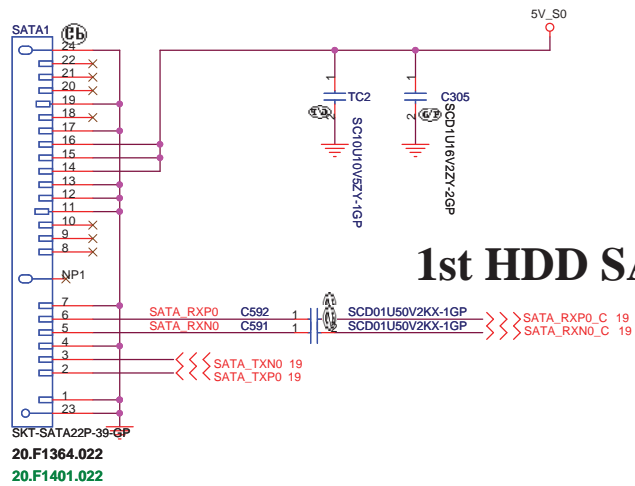 5V_S0
SATA1
24
22
21
20
19
18
17
16
15
14
13
12
11
10
9
8
NP1
7
6
5
4
3
2
1
23
SKT-SATA22P-39-GP
20.F1364.022
20.F1401.022
1
TC2
2
SC10U10V5ZY-1GP
1
C305
2
SCD1U16V2ZY-2GP
1st HDD SA
SATA_RXP0 C592 1 SCD01U50V2KX-1GP SATA_RXP0_C 19
SATA_RXN0 C591 1 SCD01U50V2KX-1GP SATA_RXN0_C 19
SATA_TXN0 19
SATA_TXP0 19